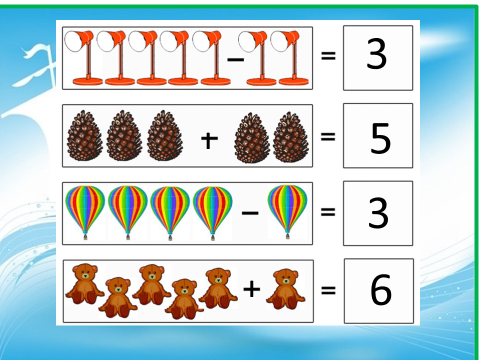 - = 3
+ = 5
- = 3
+ = 6